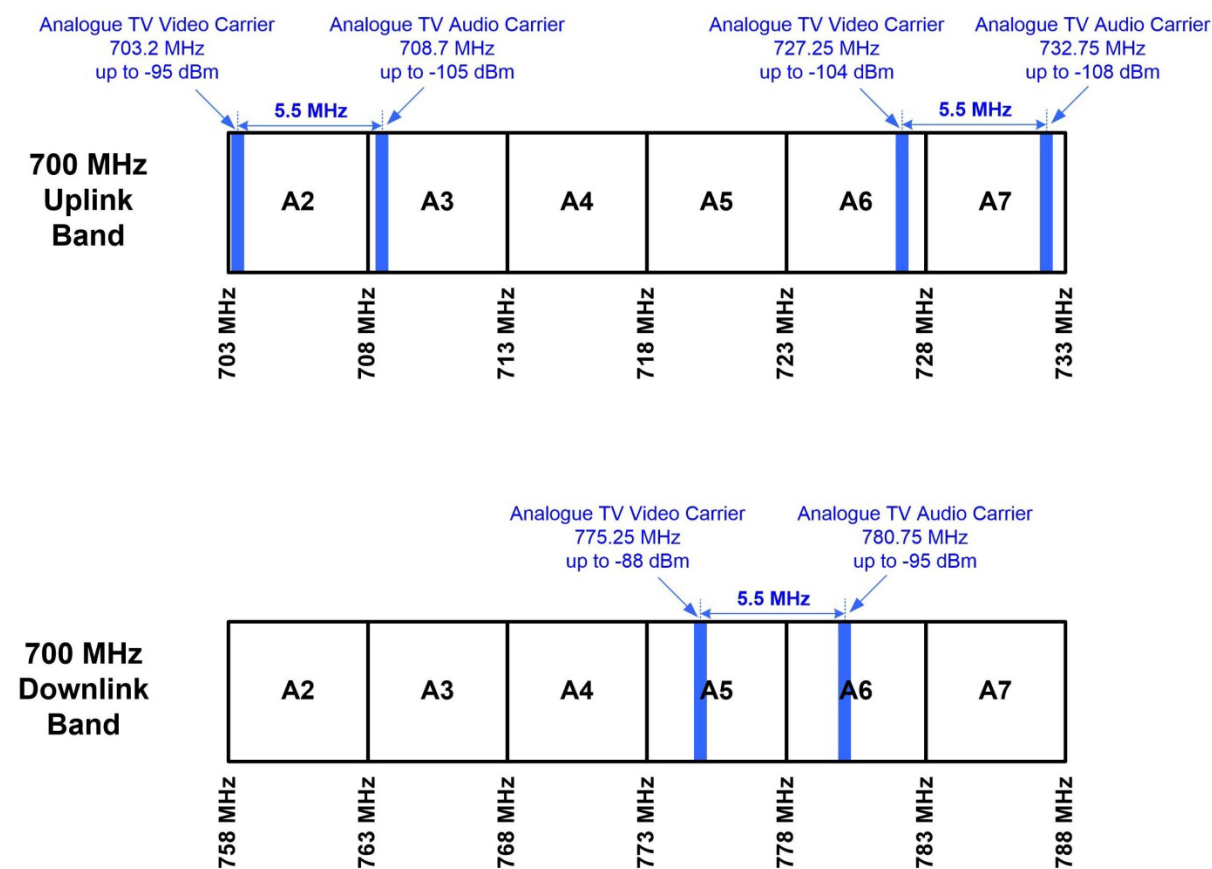 Analogue TV Video Carrier
703.2 MHz
up to -95 dBm
Analogue TV Audio Carrier
708.7 MHz
up to -105 dBm
Analogue TV Video Carrier
727.25 MHz
up to -104 dBm
Analogue TV Audio Carrier
732.75 MHz
up to -108 dBm
5.5 MHz
5.5 MHz
700 MHz
Uplink
Band
A2
A3
A4
A5
A6
A7
703 MHz
708 MHz
713 MHz
718 MHz
723 MHz
728 MHz
733 MHz
Analogue TV Video Carrier
775.25 MHz
up to -88 dBm
Analogue TV Audio Carrier
780.75 MHz
up to -95 dBm
5.5 MHz
700 MHz
Downlink
Band
A2
A3
A4
A5
A6
A7
758 MHz
763 MHz
768 MHz
773 MHz
778 MHz
783 MHz
788 MHz